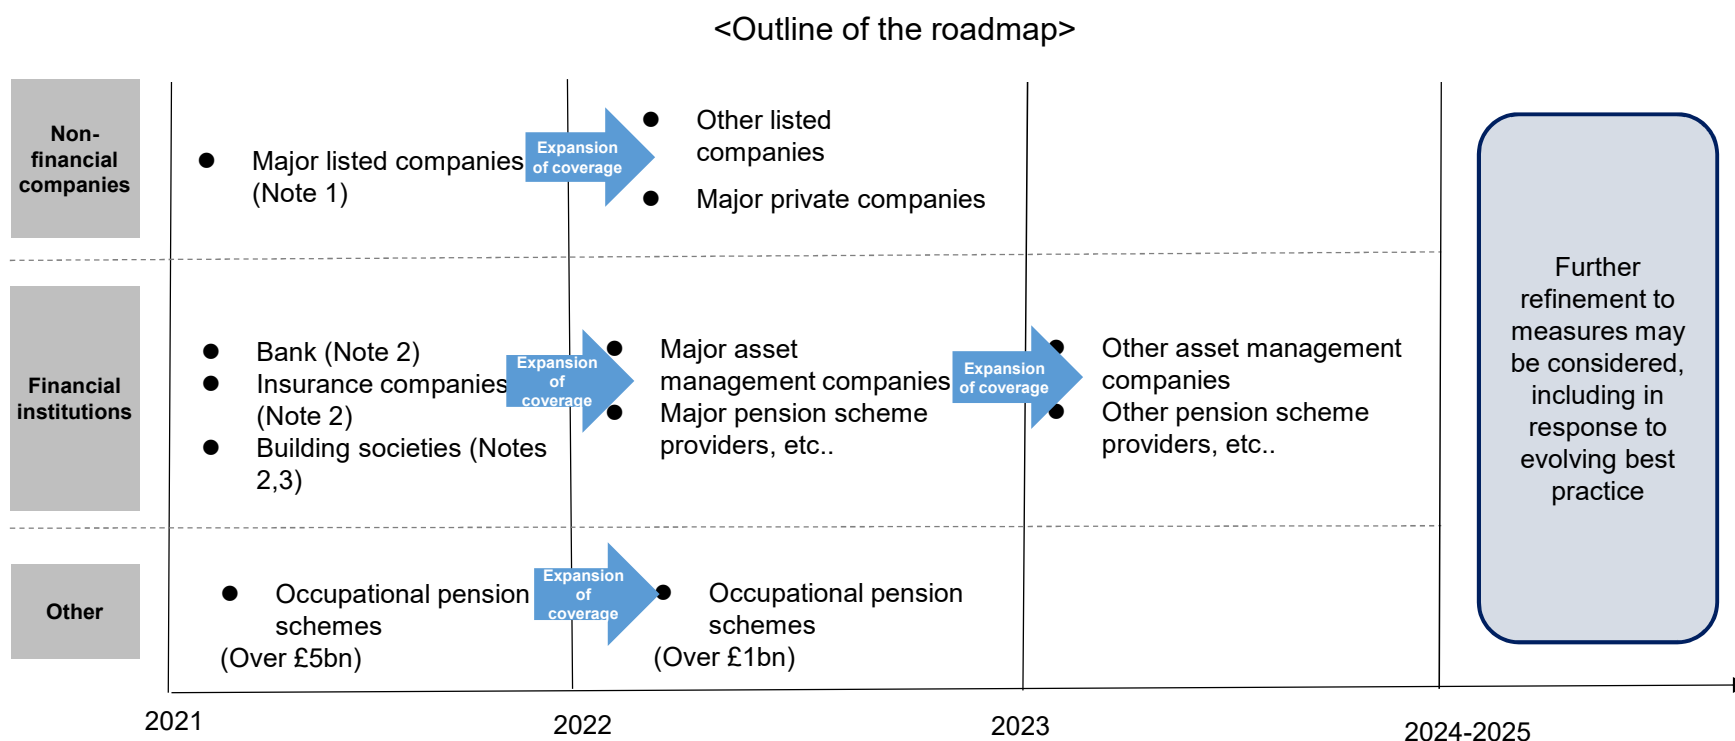 <Outline of the roadmap>
Non-
financial
companies
Major listed companies
(Note 1)
Expansion
of coverage
Other listed
companies
Major private companies
Financial
institutions
Bank (Note 2)
Insurance companies
(Note 2)
Building societies (Notes
2,3)
Expansion
of
coverage
Major asset
management companies
Major pension scheme
providers, etc..
Expansion
of coverage
Other asset management
companies
Other pension scheme
providers, etc..
Other
Occupational pension
schemes
(Over £5bn)
Expansion
of
coverage
Occupational pension
schemes
(Over £1bn)
Further
refinement to
measures may
be considered,
including in
response to
evolving best
practice
2021
2022
2023
2024-2025